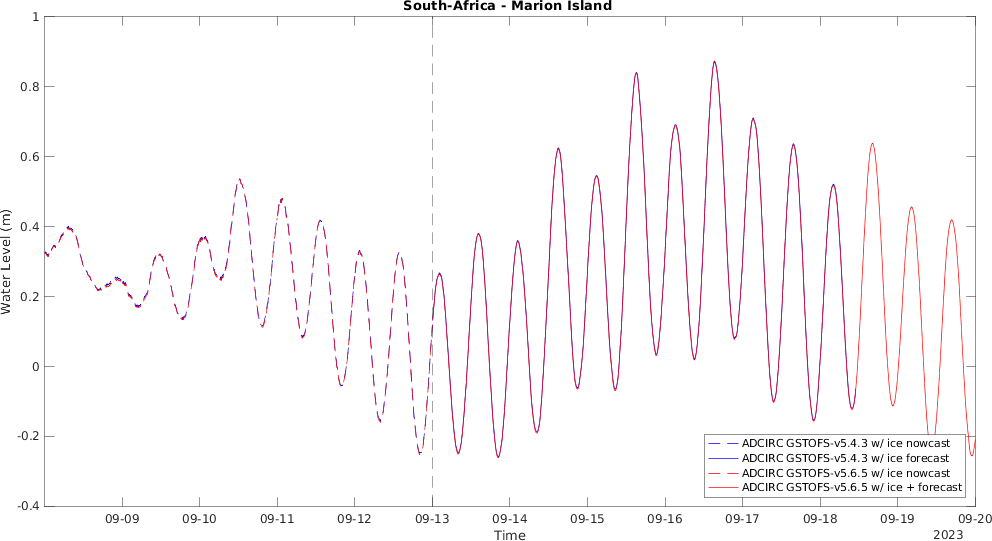 South-Africa - Marion Island
Water Level (m)
1
0.8
0.6
0.4
0.2
0
-0.2
-0.4
ADCIRC GSTOFS-v5.4.3 w/ ice nowcast
ADCIRC GSTOFS-v5.4.3 w/ ice forecast
ADCIRC GSTOFS-v5.6.5 w/ ice nowcast
ADCIRC GSTOFS-v5.6.5 w/ ice + forecast
09-09 09-10 09-11 09-12 09-13 09-14 09-15 09-16 09-17 09-18 09-19 09-20
Time
2023